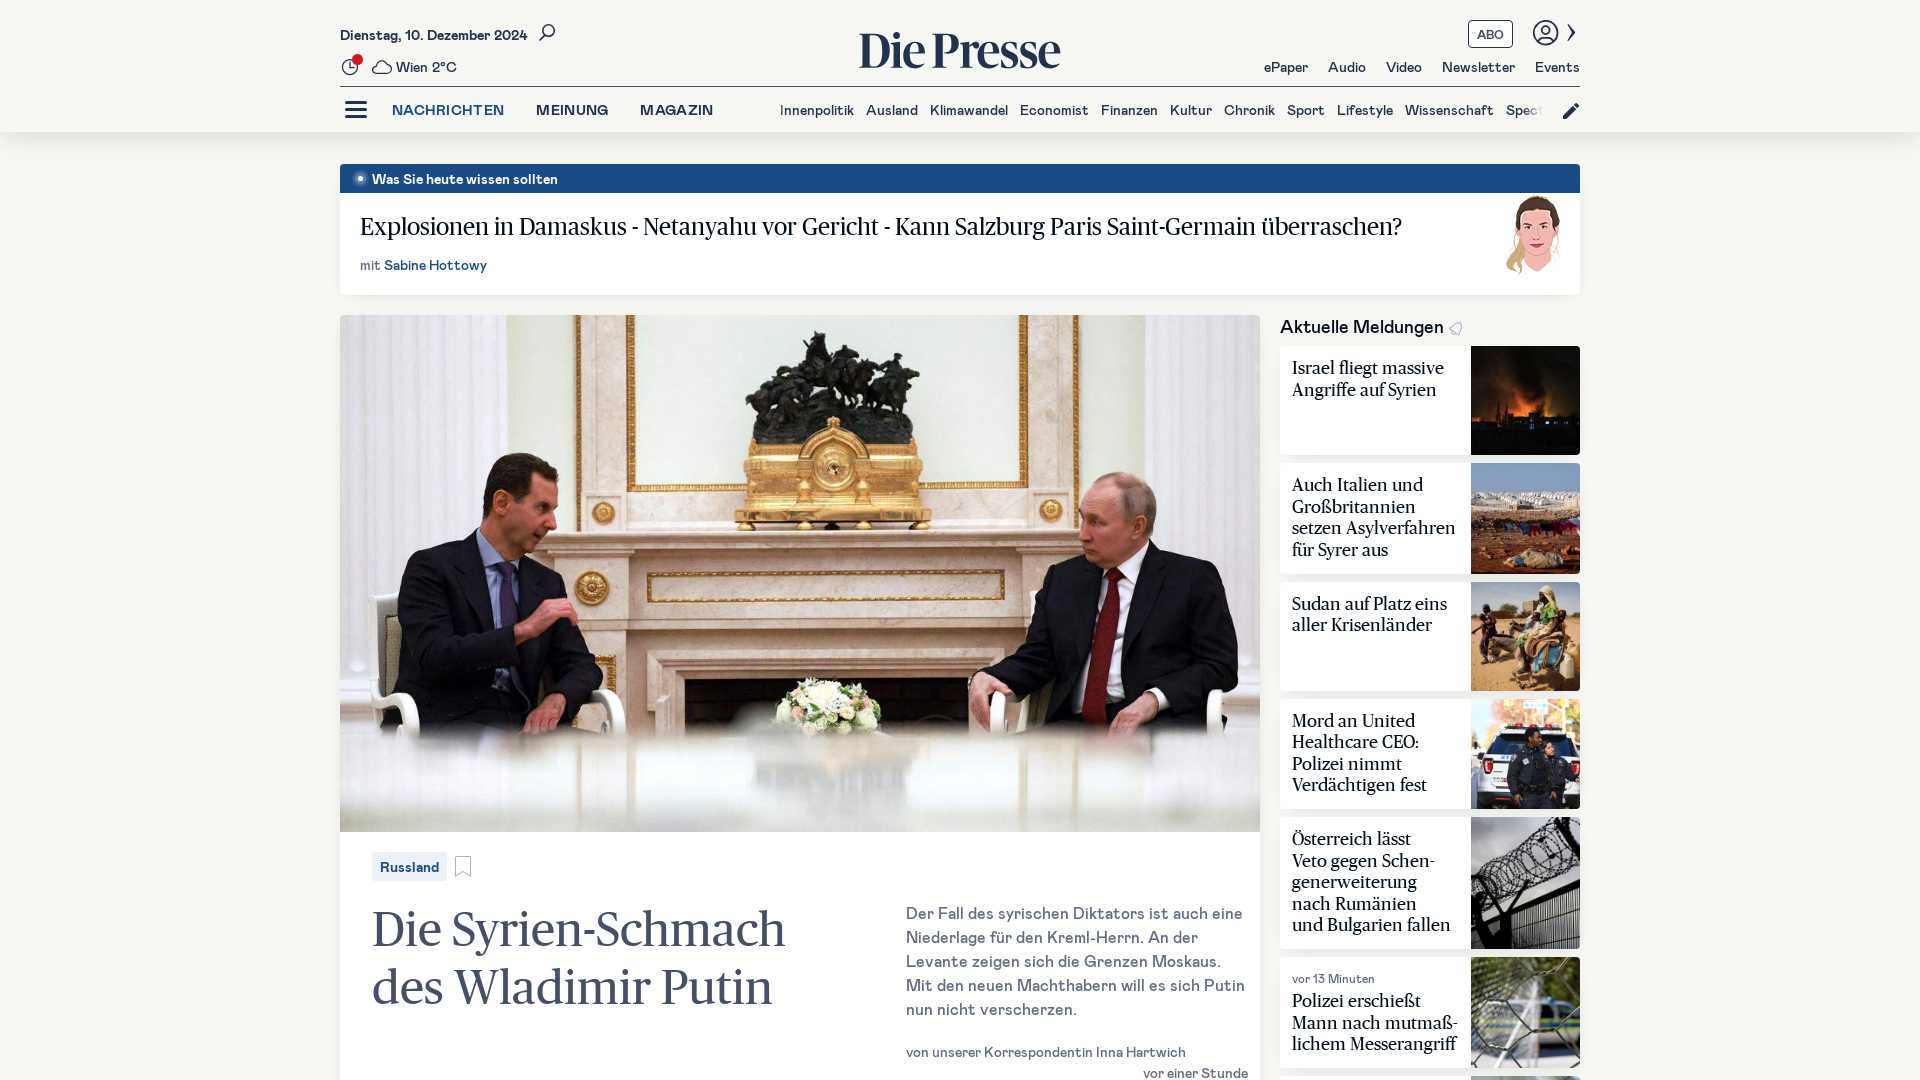 Dienstag, 10. Dezember 2024
Wien 2°C
Die Presse
ABO
ePaper Audio Video Newsletter Events
NACHRICHTEN MEINUNG MAGAZIN
Innenpolitik Ausland Klimawandel Economist Finanzen Kultur Chronik Sport Lifestyle Wissenschaft Spect
Was Sie heute wissen sollten
Explosionen in Damaskus - Netanyahu vor Gericht - Kann Salzburg Paris Saint-Germain überraschen?
mit Sabine Hottowy
Russland
Die Syrien-Schmach
des Wladimir Putin
Der Fall des syrischen Diktators ist auch eine
Niederlage für den Kreml-Herrn. An der
Levante zeigen sich die Grenzen Moskaus.
Mit den neuen Machthabern will es sich Putin
nun nicht verscherzen.
von unserer Korrespondentin Inna Hartwich
vor einer Stunde
Aktuelle Meldungen
Israel fliegt massive
Angriffe auf Syrien
Auch Italien und
Großbritannien
setzen Asylverfahren
für Syrer aus
Sudan auf Platz eins
aller Krisenländer
Mord an United
Healthcare CEO:
Polizei nimmt
Verdächtigen fest
Österreich lässt
Veto gegen Schen-
generweiterung
nach Rumänien
und Bulgarien fallen
vor 13 Minuten
Polizei erschießt
Mann nach mutmaß-
lichem Messerangriff